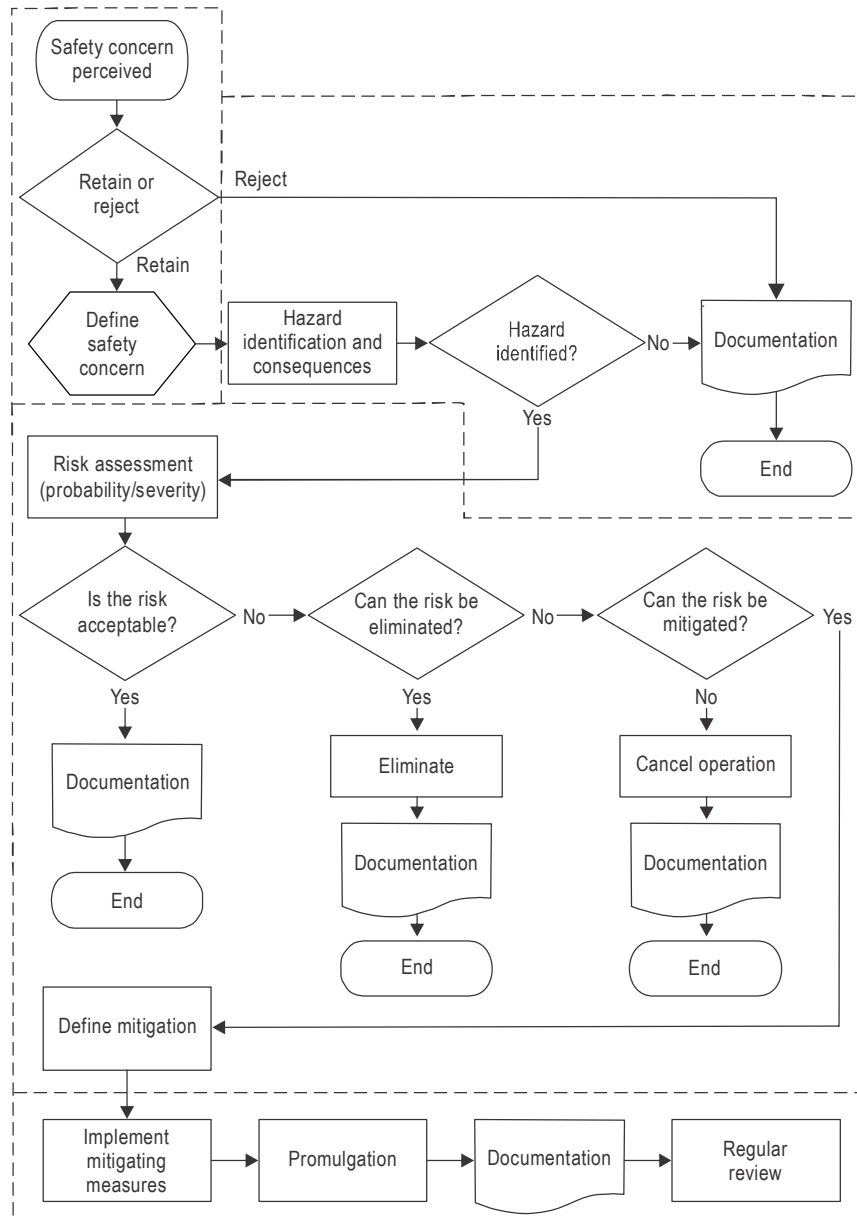 Safety concern
perceived
Retain or
reject
Reject
Retain
Define
safety
concern
Hazard
identification and
consequences
Hazard
identified?
No
Documentation
Yes
End
Risk assessment
(probability/severity)
Is the risk
acceptable?
No
Can the risk be
eliminated?
No
Can the risk be
mitigated?
Yes
Yes
Yes
No
Documentation
Eliminate
Cancel operation
Documentation
Documentation
End
End
End
Define mitigation
Implement
mitigating
measures
Promulgation
Documentation
Regular
review